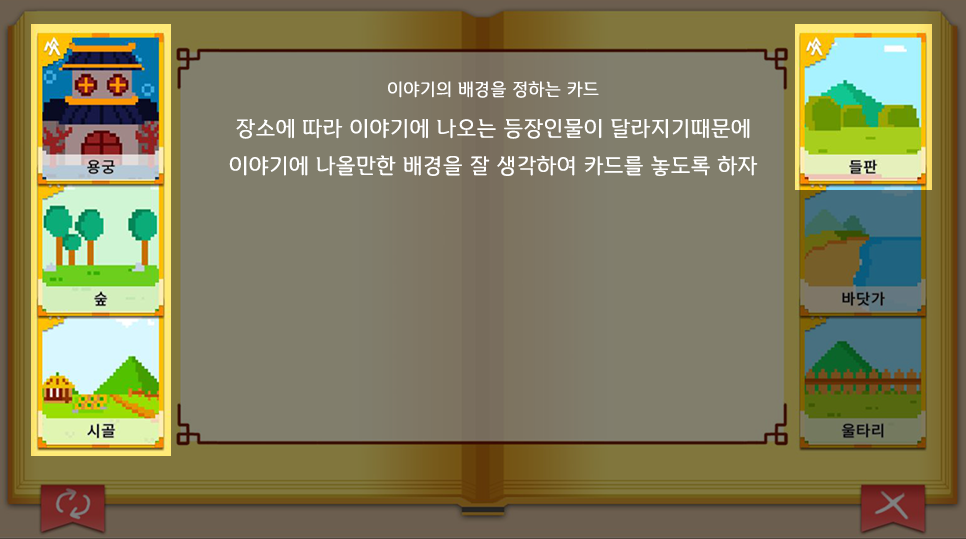 이야기의 배경을 정하는 카드
장소에 따라 이야기에 나오는 등장인물이 달라지기때문에
이야기에 나올만한 배경을 잘 생각하여 카드를 놓도록 하자
용궁
숲
시골
들판
바닷가
울타리